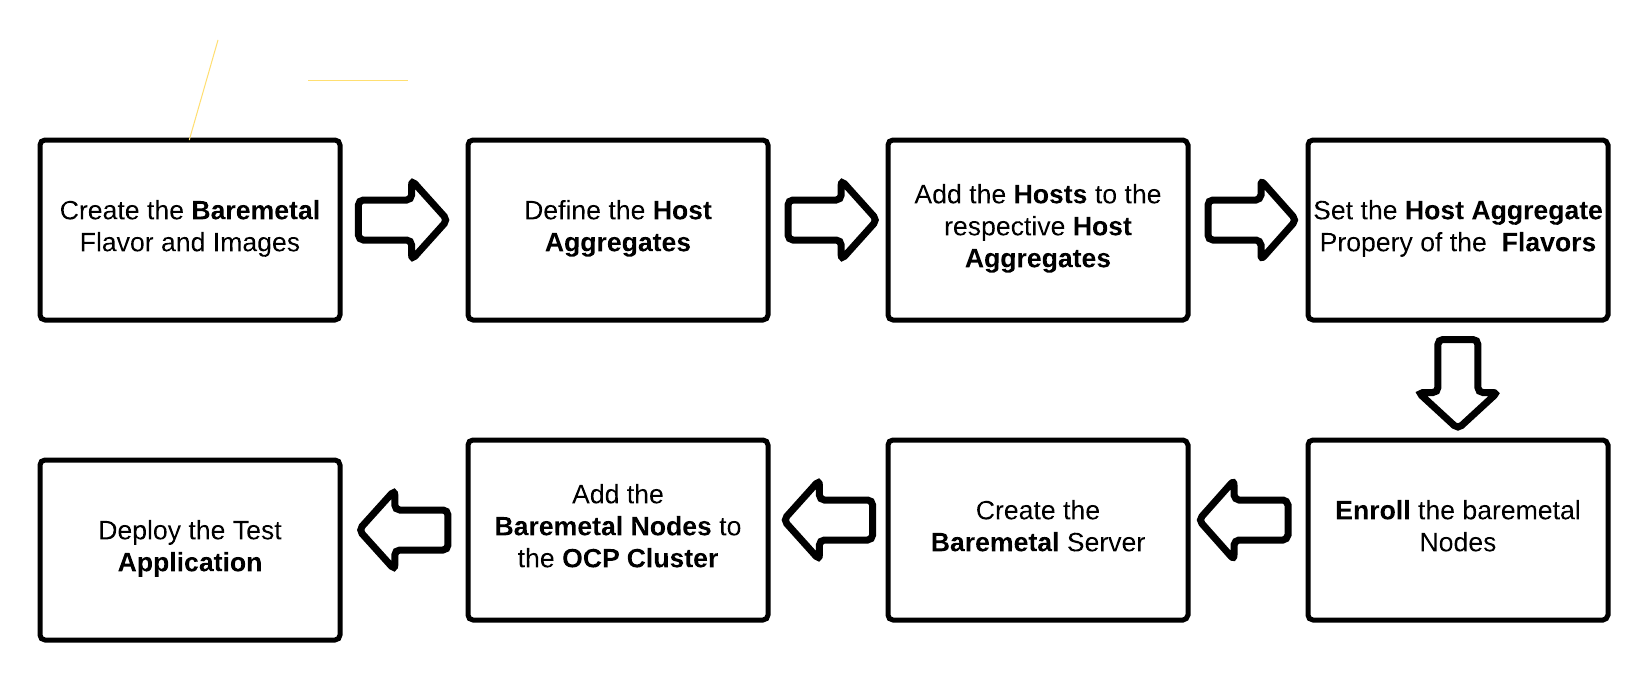 Create the Baremetal
Flavor and Images
Define the Host
Aggregates
Add the Hosts to the
respective Host
Aggregates
Set the Host Aggregate
Propery of the Flavors
Enroll the baremetal
Nodes
Create the
Baremetal Server
Add the
Baremetal Nodes to
the OCP Cluster
Deploy the Test
Application